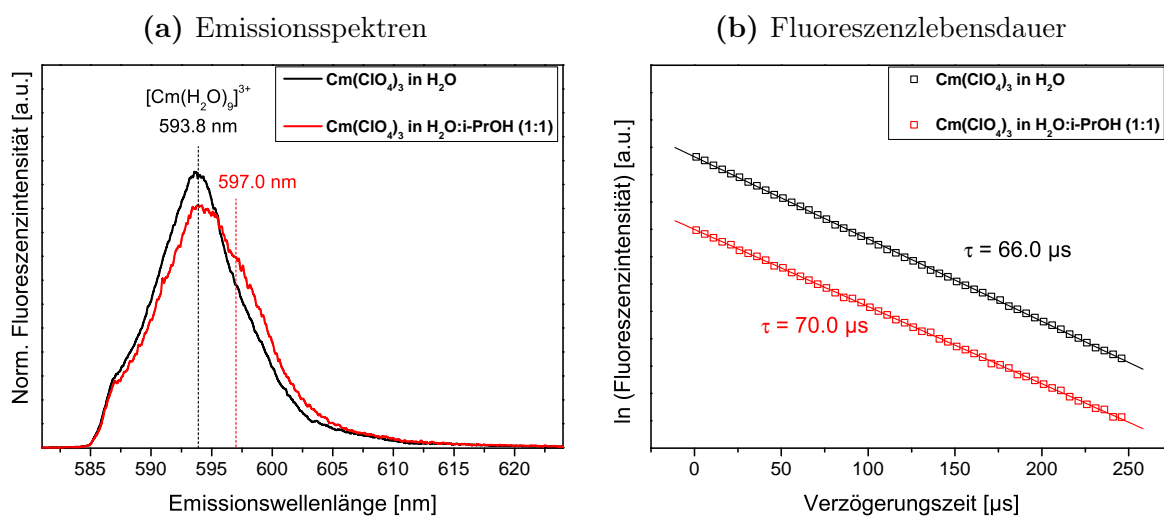 (a) Emissionsspektren
Cm(ClO4)3 in H2O
Cm(ClO4)3 in H2O:i-PrOH (1:1)
[Cm(H2O)9]3+
593.8 nm
597.0 nm
Norm. Fluoreszenzintensität [a.u.]
585 590 595 600 605 610 615 620
Emissionswellenlänge [nm]
(b) Fluoreszenzlebensdauer
Cm(ClO4)3 in H2O
Cm(ClO4)3 in H2O:i-PrOH (1:1)
τ = 66.0 µs
τ = 70.0 µs
ln (Fluoreszenzintensität) [a.u.]
0 50 100 150 200 250
Verzögerungszeit [µs]